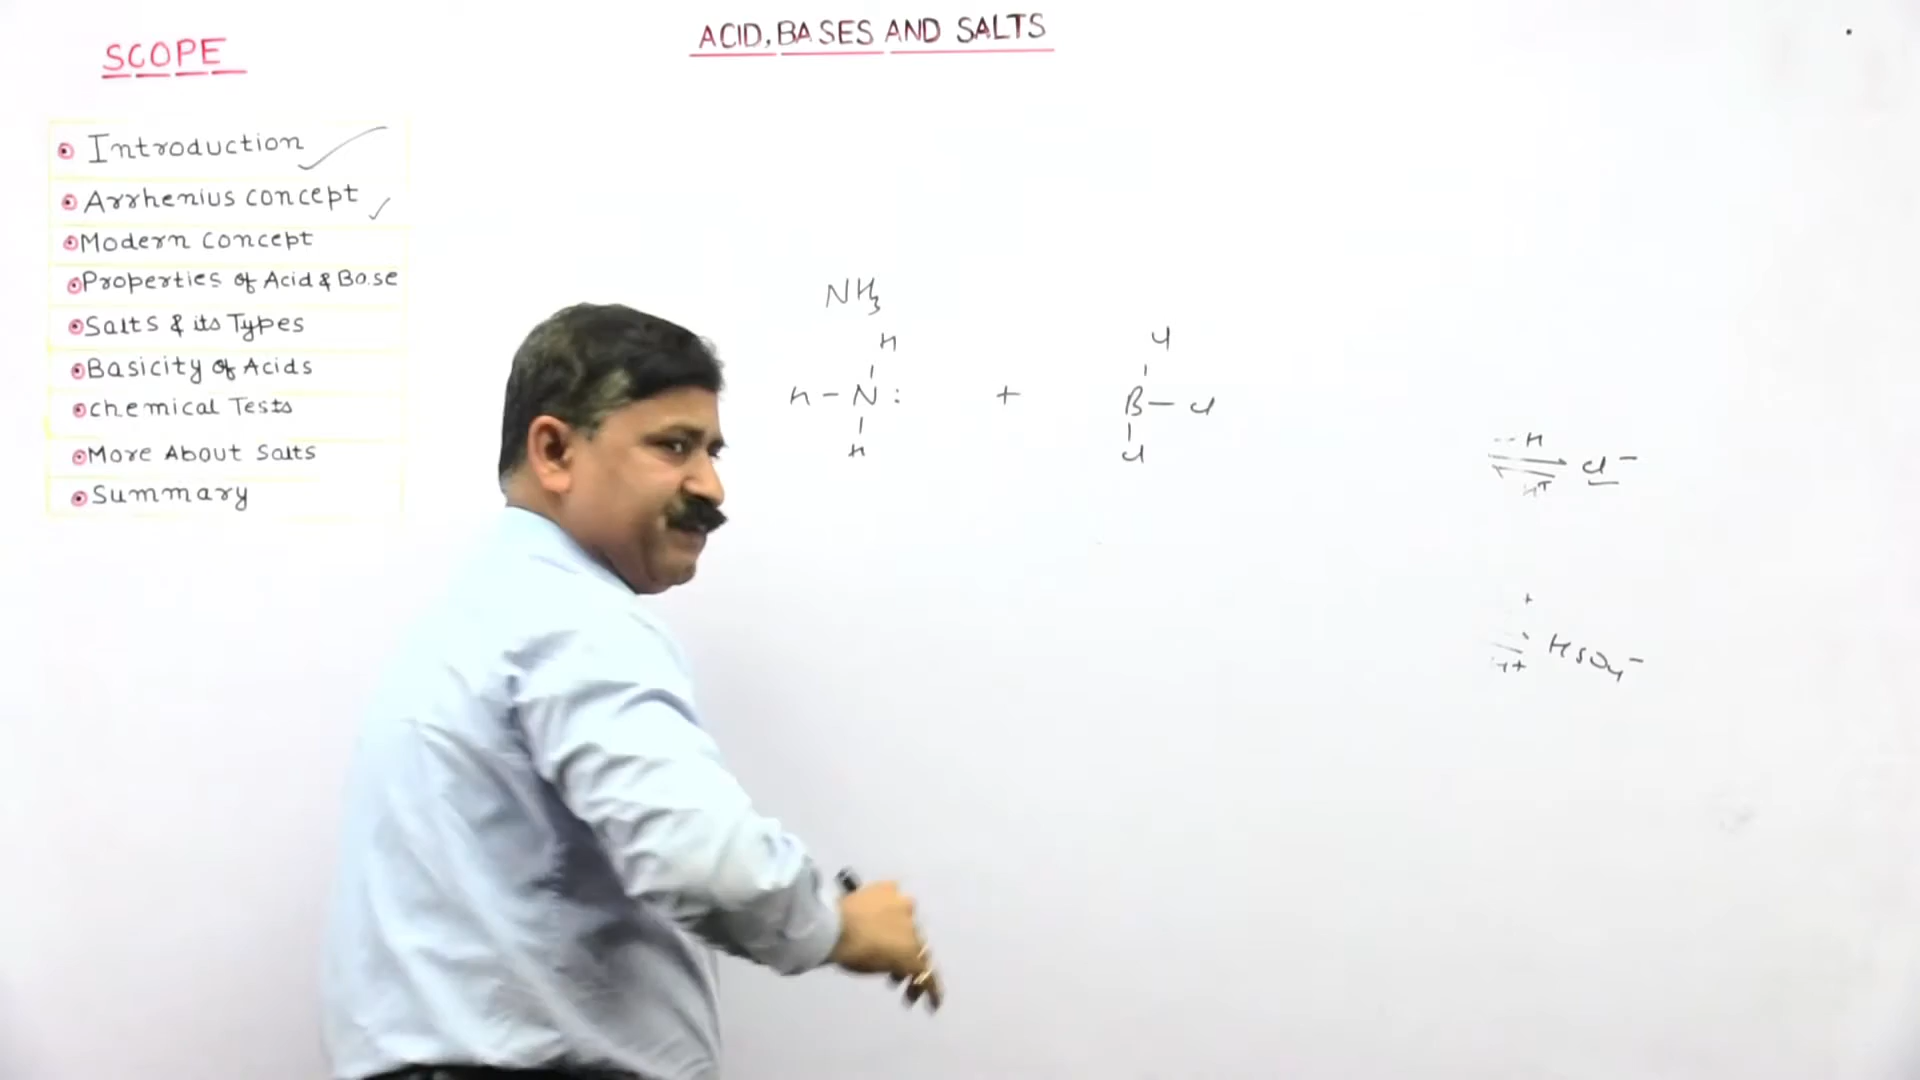 ACID, BASES AND SALTS
SCOPE
Introduction
Arrhenius concept
Modern concept
Properties of Acid & Base
Salts & its Types
Basicity of Acids
chemical Tests
More About Salts
Summary
NH3
H
H - N : + B - Cl
H
Cl
Cl
H
Cl -
H+
+
HSO4 -
H+